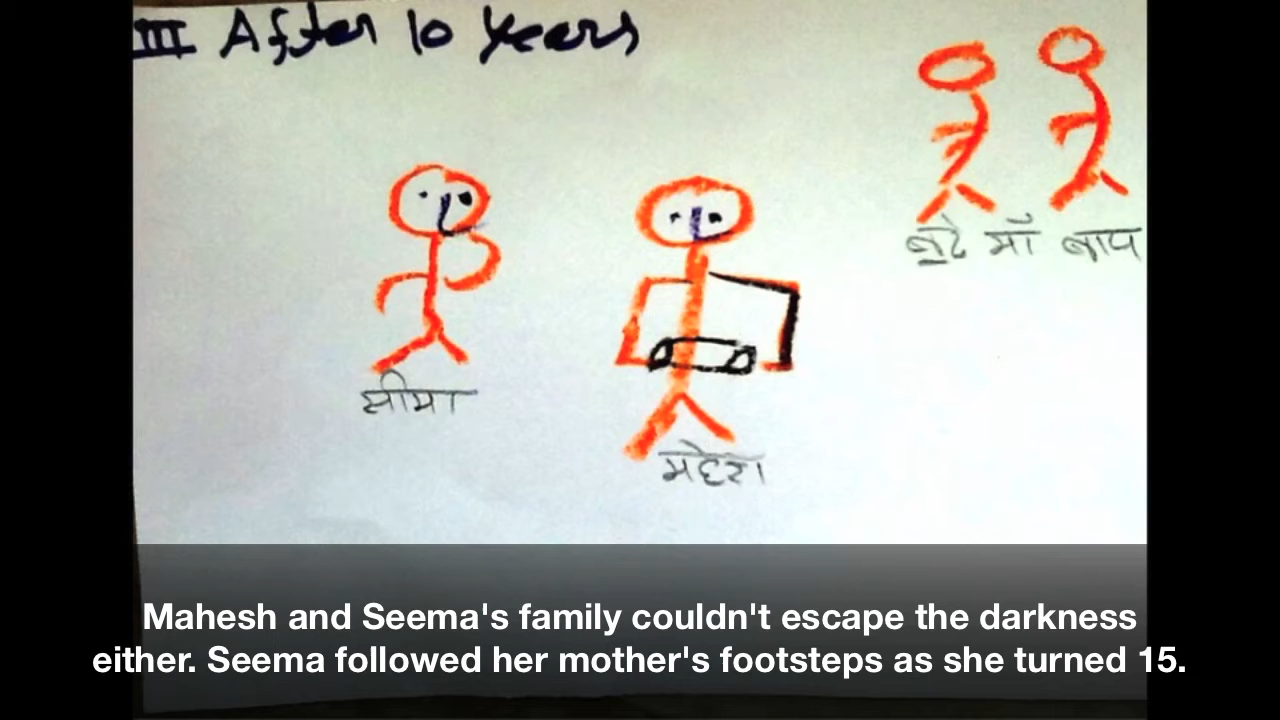 III After 10 Years
बुढे माँ बाप
सीमा
महेश
Mahesh and Seema's family couldn't escape the darkness
either. Seema followed her mother's footsteps as she turned 15.